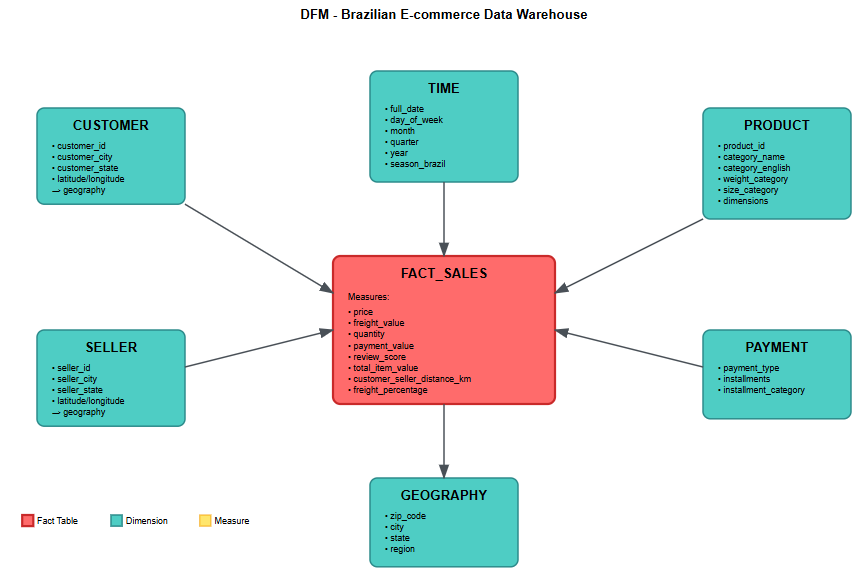 DFM - Brazilian E-commerce Data Warehouse
TIME
• full_date
• day_of_week
• month
• quarter
• year
• season_brazil
CUSTOMER
• customer_id
• customer_city
• customer_state
• latitude/longitude
→ geography
PRODUCT
• product_id
• category_name
• category_english
• weight_category
• size_category
• dimensions
FACT_SALES
Measures:
• price
• freight_value
• quantity
• payment_value
• review_score
• total_item_value
• customer_seller_distance_km
• freight_percentage
SELLER
• seller_id
• seller_city
• seller_state
• latitude/longitude
→ geography
PAYMENT
• payment_type
• installments
• installment_category
GEOGRAPHY
• zip_code
• city
• state
• region
Fact Table
Dimension
Measure